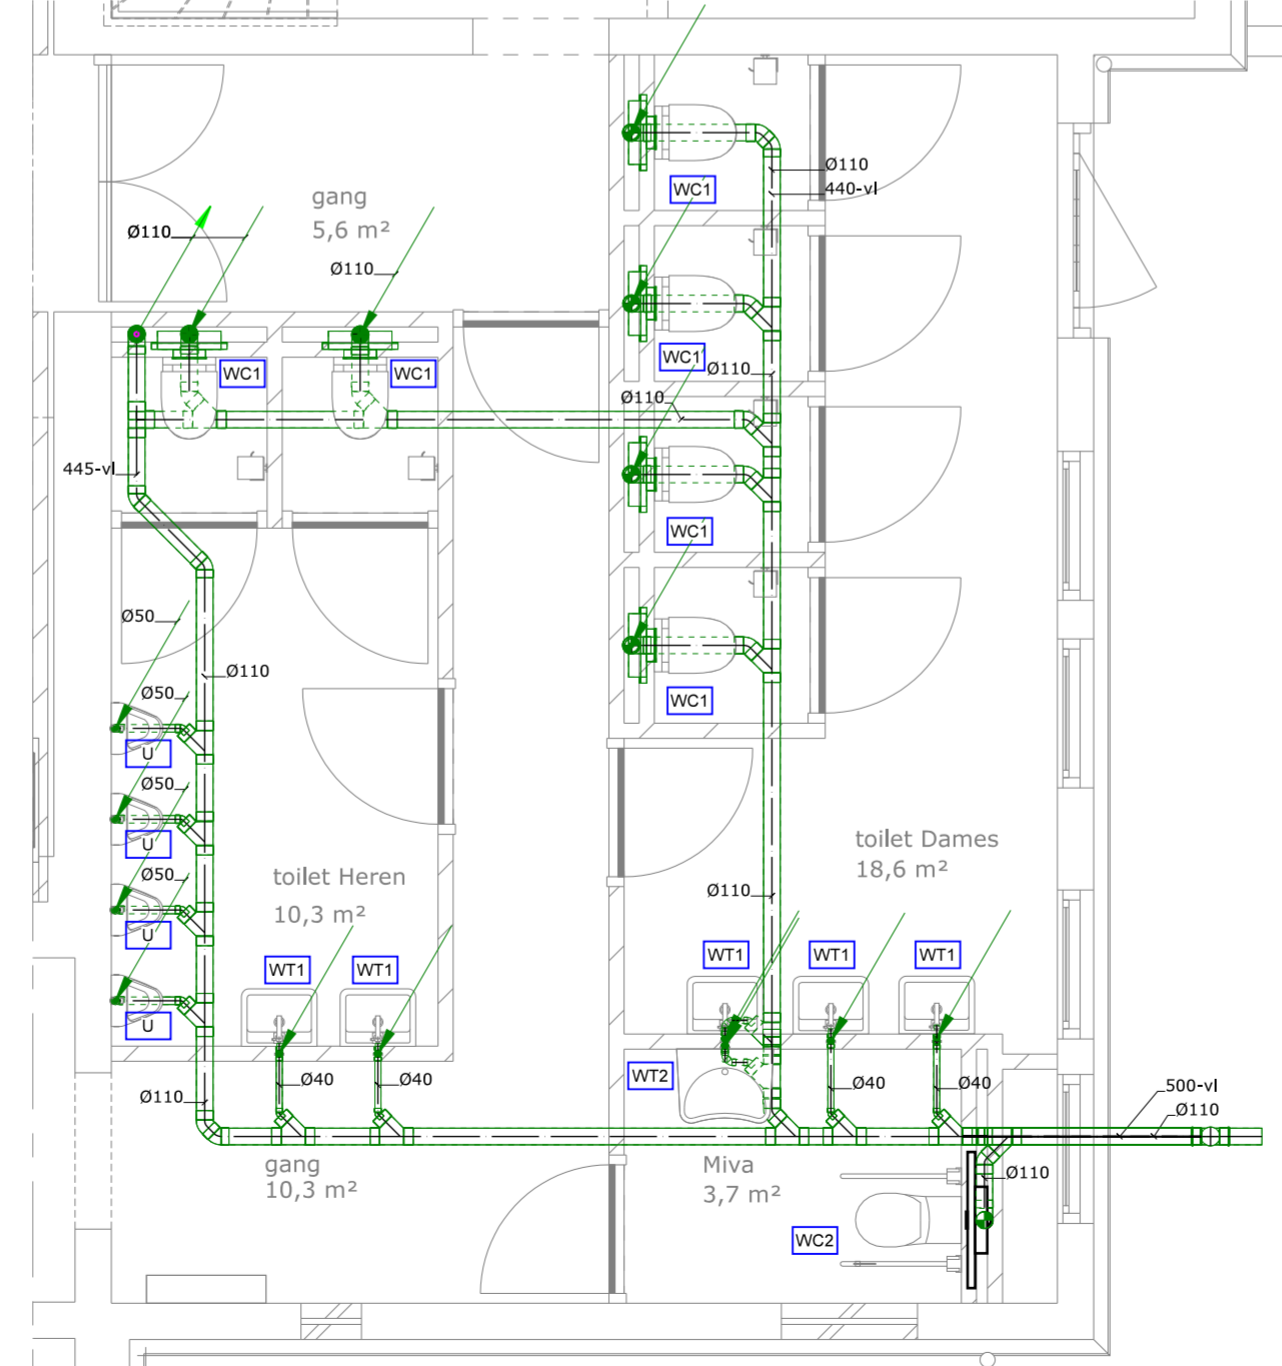 Ø110
440-vl
WC1
gang
5,6 m²
Ø110
Ø110
WC1
WC1
WC1
Ø110
Ø110
445-vl
WC1
Ø50
Ø110
Ø50
WC1
U
Ø50
U
toilet Dames
18,6 m²
Ø50
toilet Heren
10,3 m²
Ø110
U
WT1
WT1
WT1
WT1
WT1
U
WT2
Ø40
Ø40
Ø40
Ø40
500-vl
Ø110
Ø110
gang
10,3 m²
Miva
3,7 m²
Ø110
WC2